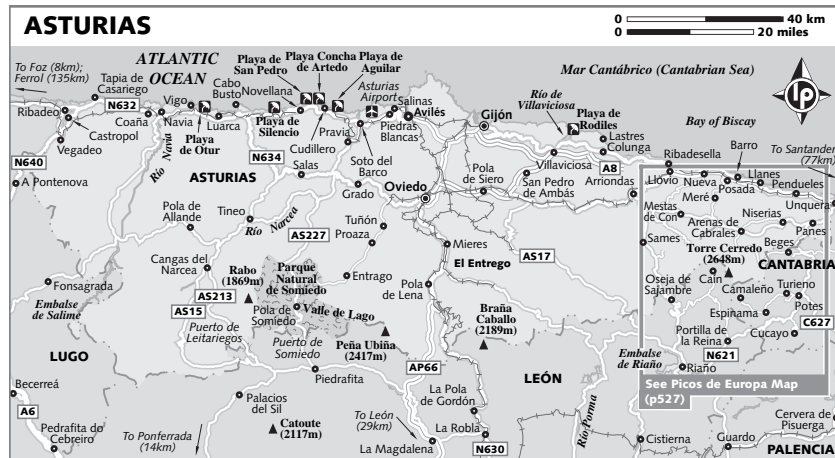 ASTURIAS
0 40 km
0 20 miles
To Foz (8km);
Ferrol (135km)
ATLANTIC
OCEAN
Tapia de
Casariego
N632
Ribadeo
Castropol
Vegadeo
N640
A Pontenova
Coaña
Navia
Vigo
Río Navia
Playa
de Otur
Luarca
Cabo
Busto
Novellana
Playa de
San Pedro
Playa Concha
de Artedo
Playa de
Aguilar
Asturias
Airport
Salinas
Avilés
Piedras
Blancas
Playa de
Silencio
Cudillero
Pravia
Soto del
Barco
N634
Salas
Grado
ASTURIAS
Oviedo
Gijón
Mar Cantábrico (Cantabrian Sea)
Río de
Villaviciosa
Playa de
Rodiles
Lastres
Colunga
Bay of Biscay
LP
To Santander
(77km)
Villaviciosa
A8
Pola
de Siero
San Pedro
de Ambás
Arriondas
Ribadesella
Barro
Llovio
Nueva
Posada
Llanes
Pendueles
Unquera
Meré
Mestas
de Con
Niserias
Arenas de
Cabrales
Panes
Beges
Sames
Torre Cerredo
(2648m)
CANTABRIA
Oseja de
Sajambre
Caín
Camaleño
Turieno
Potes
Espinama
C627
Portilla de
la Reina
Cucayo
N621
Embalse
de Riaño
Riaño
See Picos de Europa Map
(p527)
Pola de
Allande
Tineo
Río Narcea
Tuñón
Proaza
AS227
Mieres
El Entrego
AS17
Cangas del
Narcea
Rabo
(1869m)
Parque
Natural
de Somiedo
Entrago
Pola
de Lena
Fonsagrada
Embalse
de Salime
AS213
AS15
Pola de
Somiedo
Valle de Lago
Braña
Caballo
(2189m)
Puerto de
Leitariegos
Puerto de
Somiedo
Peña Ubiña
(2417m)
LUGO
Piedrafita
AP66
LEÓN
Becerreá
A6
Pedrafita do
Cebreiro
To Ponferrada
(14km)
Palacios
del Sil
Catoute
(2117m)
To León
(29km)
La Magdalena
La Pola
de Gordón
La Robla
N630
Río Porma
Cistierna
Guardo
Cervera de
Pisuerga
PALENCIA